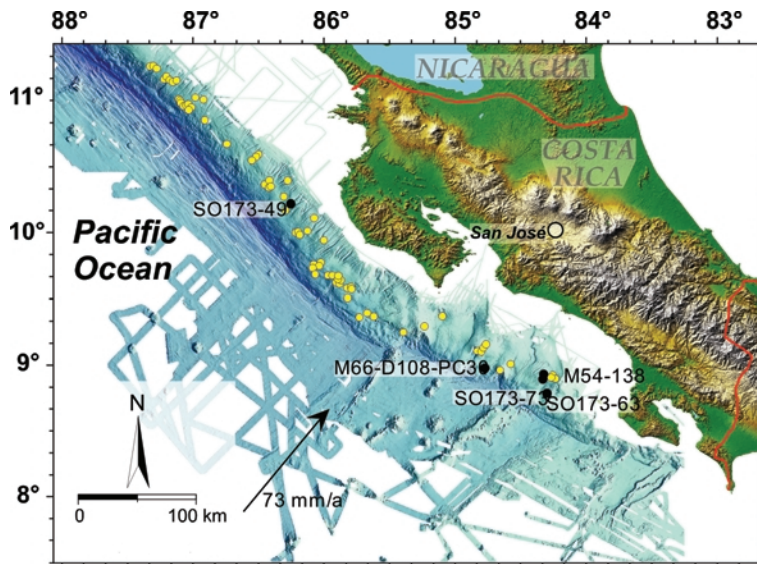 88° 87° 86° 85° 84° 83°
NICARAGUA
11°
COSTA
RICA
SO173-49
10°
San José
Pacific
Ocean
9°
M66-D108-PC3
M54-138
SO173-73
SO173-63
N
8°
73 mm/a
0 100 km